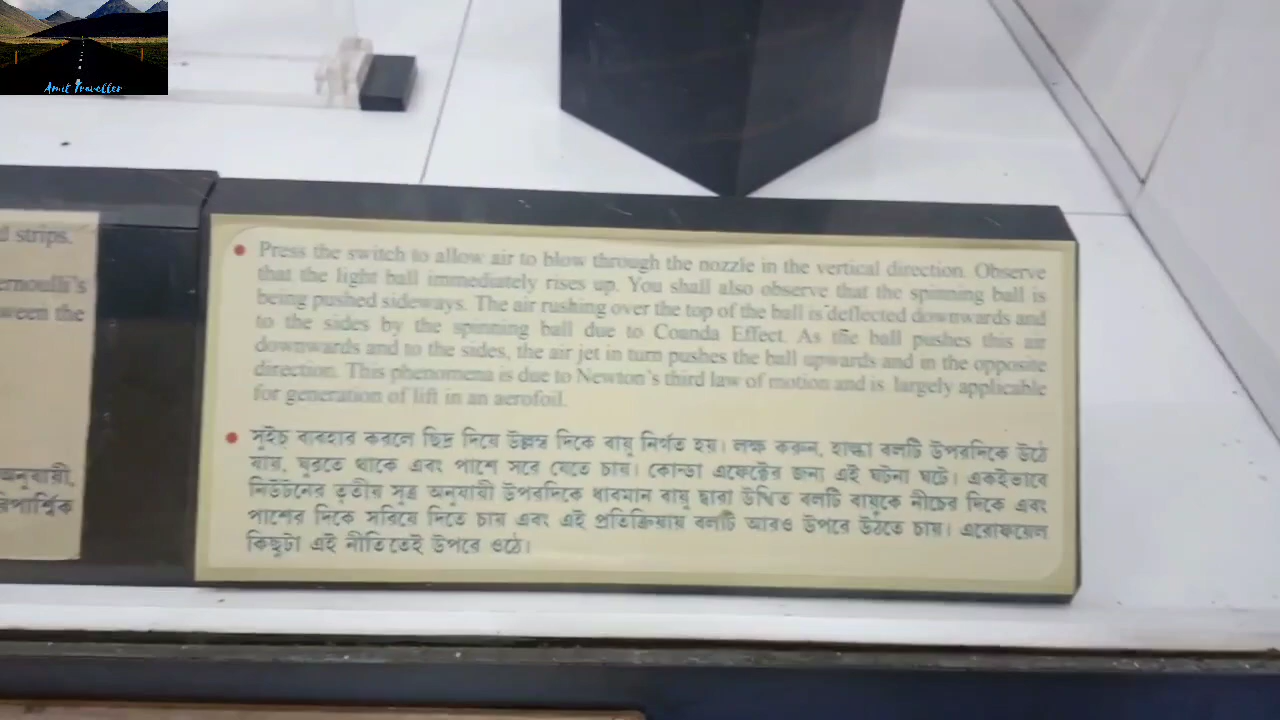 Amit Traveller
d strips.
ernoulli's
ween the
अনুযায়ী,
রিপার্শ্বিক
Press the switch to allow air to blow through the nozzle in the vertical direction. Observe
that the light ball immediately rises up. You shall also observe that the spinning ball is
being pushed sideways. The air rushing over the top of the ball is deflected downwards and
to the sides by the spinning ball due to Coanda Effect. As the ball pushes this air
downwards and to the sides, the air jet in turn pushes the ball upwards and in the opposite
direction. This phenomena is due to Newton's third law of motion and is largely applicable
for generation of lift in an aerofoil.
সুইচ ব্যবহার করলে ছিদ্র দিয়ে উল্লম্ব দিকে বায়ু নির্গত হয়। লক্ষ করুন, হাল্কা বলটি উপরদিকে উঠে
যায়, ঘুরতে থাকে এবং পাশে সরে যেতে চায়। কোন্ডা এফেক্টের জন্য এই ঘটনা ঘটে। একইভাবে
নিউটনের তৃতীয় সূত্র অনুযায়ী উপরদিকে ধাবমান বায়ু দ্বারা উত্থিত বলটি বায়ুকে নীচের দিকে এবং
পাশের দিকে সরিয়ে দিতে চায় এবং এই প্রতিক্রিয়ায় বলটি আরও উপরে উঠতে চায়। এরোফয়েল
কিছুটা এই নীতিতেই উপরে ওঠে।